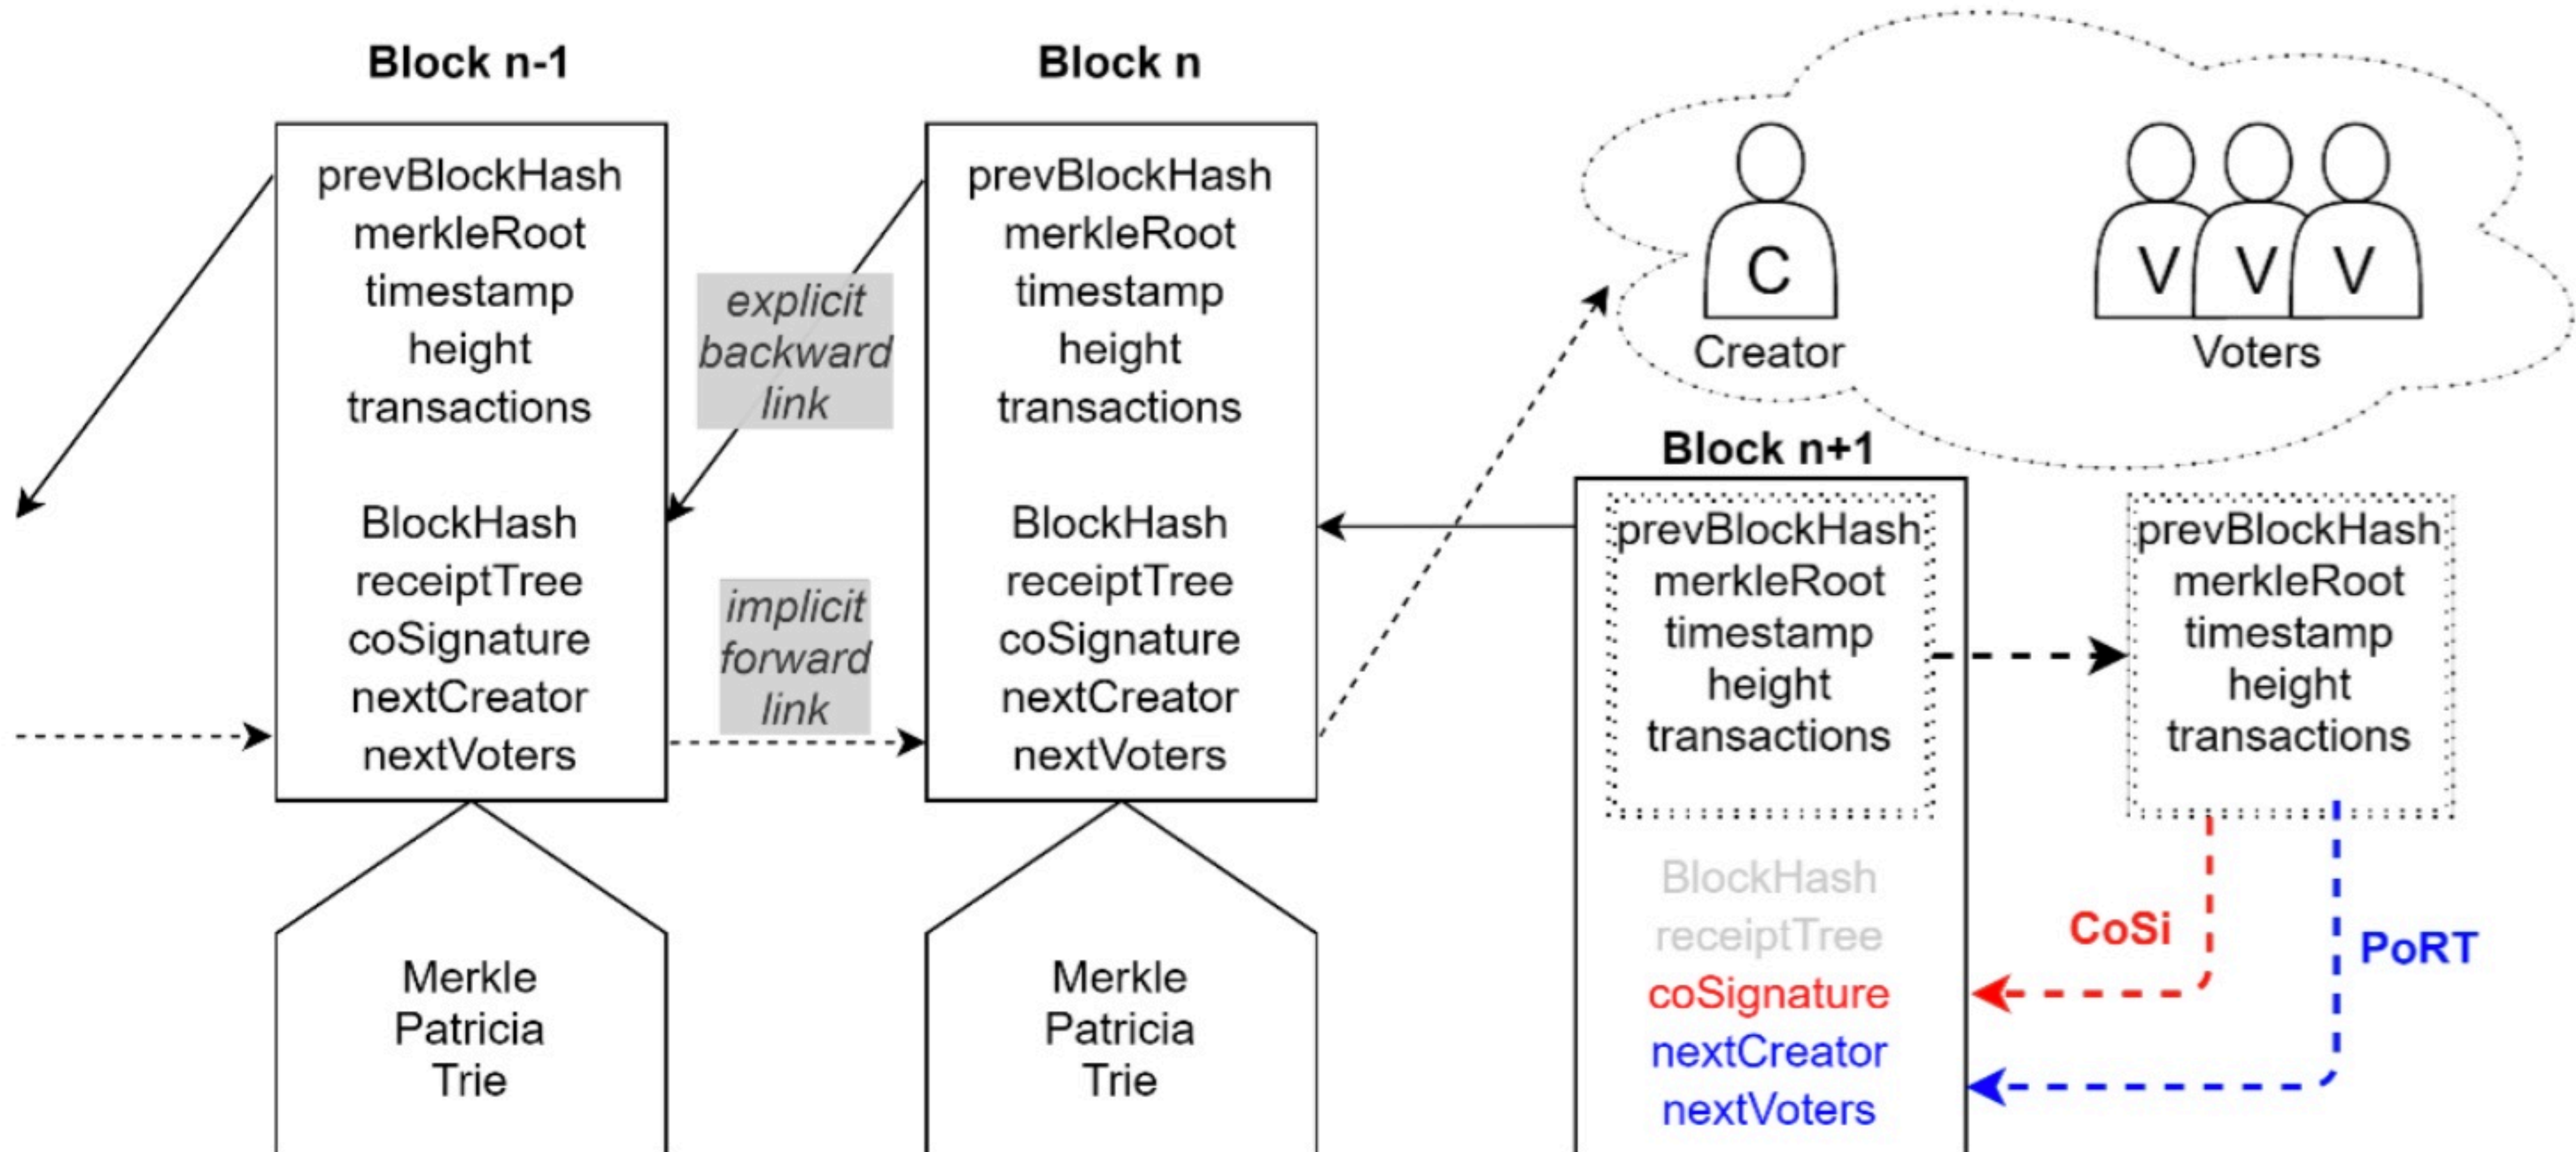 Block n-1
prevBlockHash
merkleRoot
timestamp
height
transactions
BlockHash
receiptTree
coSignature
nextCreator
nextVoters
Merkle
Patricia
Trie
explicit
backward
link
implicit
forward
link
Block n
prevBlockHash
merkleRoot
timestamp
height
transactions
BlockHash
receiptTree
coSignature
nextCreator
nextVoters
Merkle
Patricia
Trie
C
Creator
V V V
Voters
Block n+1
prevBlockHash
merkleRoot
timestamp
height
transactions
BlockHash
receiptTree
coSignature
nextCreator
nextVoters
prevBlockHash
merkleRoot
timestamp
height
transactions
CoSi
PoRT